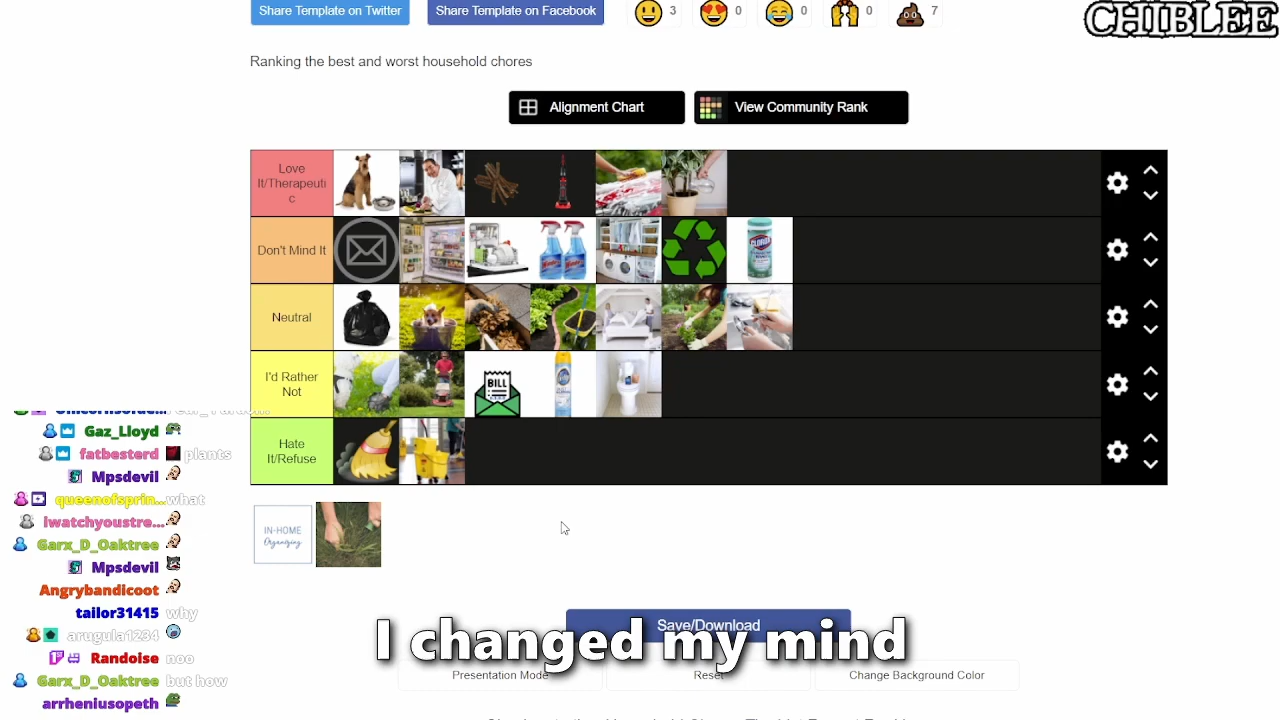 Share Template on Twitter
Share Template on Facebook
3
0
0
0
7
CHIBLEE
Ranking the best and worst household chores
Alignment Chart
View Community Rank
Love
It/Therapeuti
c
Don't Mind It
Neutral
I'd Rather
Not
BILL
Hate
It/Refuse
IN-HOME
Organizing
Gaz_Lloyd
fatbesterd plants
Mpsdevil
queenofsprin... what
Iwatchyoustre...
Garx_D_Oaktree
Mpsdevil
Angrybandicoot
tailor31415 why
arugula1234
Randoise noo
Garx_D_Oaktree but how
arrheniusopeth
Save/Download
I changed my mind
Presentation Mode
Reset
Change Background Color